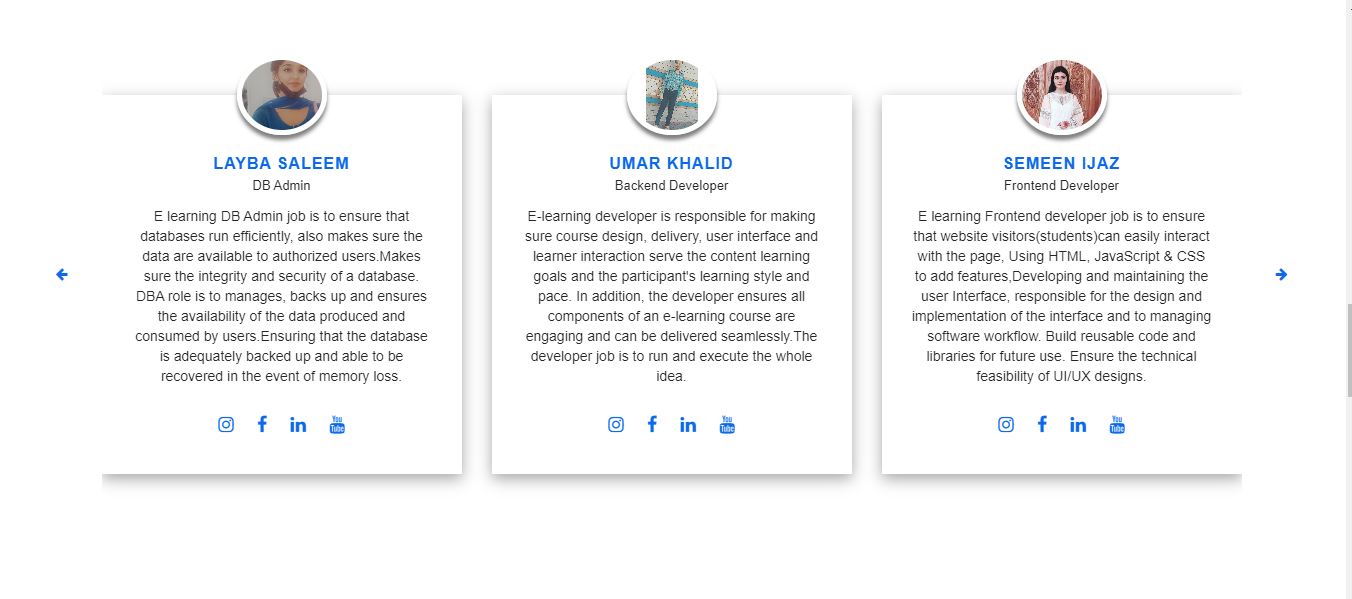 LAYBA SALEEM
DB Admin
E learning DB Admin job is to ensure that
databases run efficiently, also makes sure the
data are available to authorized users.Makes
sure the integrity and security of a database.
DBA role is to manages, backs up and ensures
the availability of the data produced and
consumed by users.Ensuring that the database
is adequately backed up and able to be
recovered in the event of memory loss.
You
Tube
UMAR KHALID
Backend Developer
E-learning developer is responsible for making
sure course design, delivery, user interface and
learner interaction serve the content learning
goals and the participant's learning style and
pace. In addition, the developer ensures all
components of an e-learning course are
engaging and can be delivered seamlessly.The
developer job is to run and execute the whole
idea.
You
Tube
SEMEEN IJAZ
Frontend Developer
E learning Frontend developer job is to ensure
that website visitors(students)can easily interact
with the page, Using HTML, JavaScript & CSS
to add features,Developing and maintaining the
user Interface, responsible for the design and
implementation of the interface and to managing
software workflow. Build reusable code and
libraries for future use. Ensure the technical
feasibility of UI/UX designs.
You
Tube